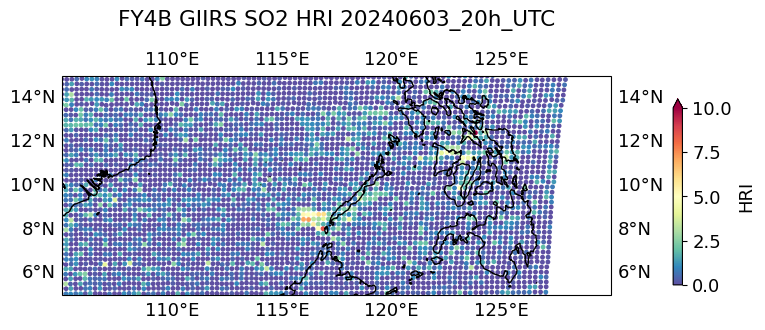 FY4B GIIRS SO2 HRI 20240603_20h_UTC
110°E 115°E 120°E 125°E
14°N 14°N
12°N 12°N
10°N 10°N
8°N 8°N
6°N 6°N
110°E 115°E 120°E 125°E
10.0
7.5
5.0
2.5
0.0
HRI